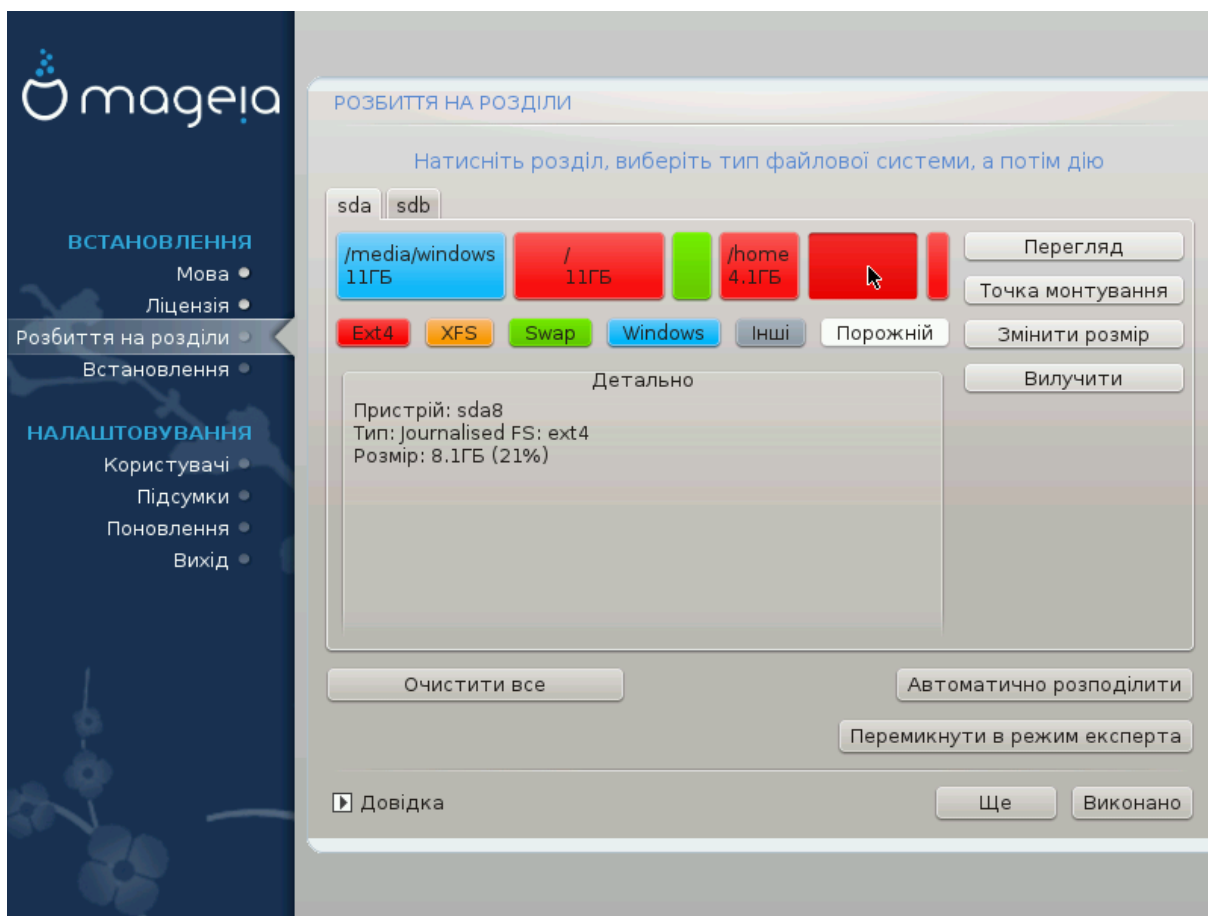 mageia
ВСТАНОВЛЕННЯ
Мова
Ліцензія
Розбиття на розділи
Встановлення
НАЛАШТОВУВАННЯ
Користувачі
Підсумки
Поновлення
Вихід
РОЗБИТТЯ НА РОЗДІЛИ
Натисніть розділ, виберіть тип файлової системи, а потім дію
sda sdb
/media/windows
11ГБ
/
11ГБ
/home
4.1ГБ
Ext4 XFS Swap Windows Інші Порожній
Перегляд
Точка монтування
Змінити розмір
Вилучити
Детально
Пристрій: sda8
Тип: Journalised FS: ext4
Розмір: 8.1ГБ (21%)
Очистити все
Автоматично розподілити
Перемикнути в режим експерта
Довідка
Ще
Виконано